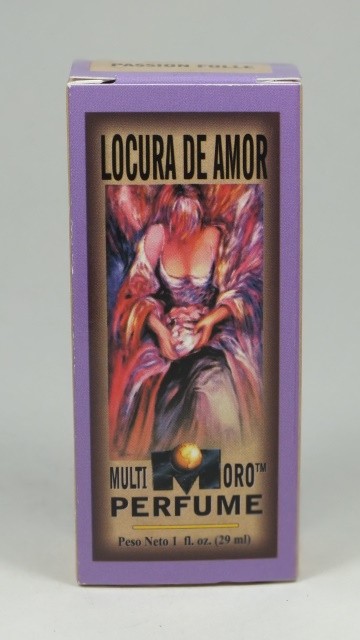 PASSION FOLLE
LOCURA DE AMOR
MULTI M ORO™
PERFUME
Peso Neto 1 fl. oz. (29 ml)